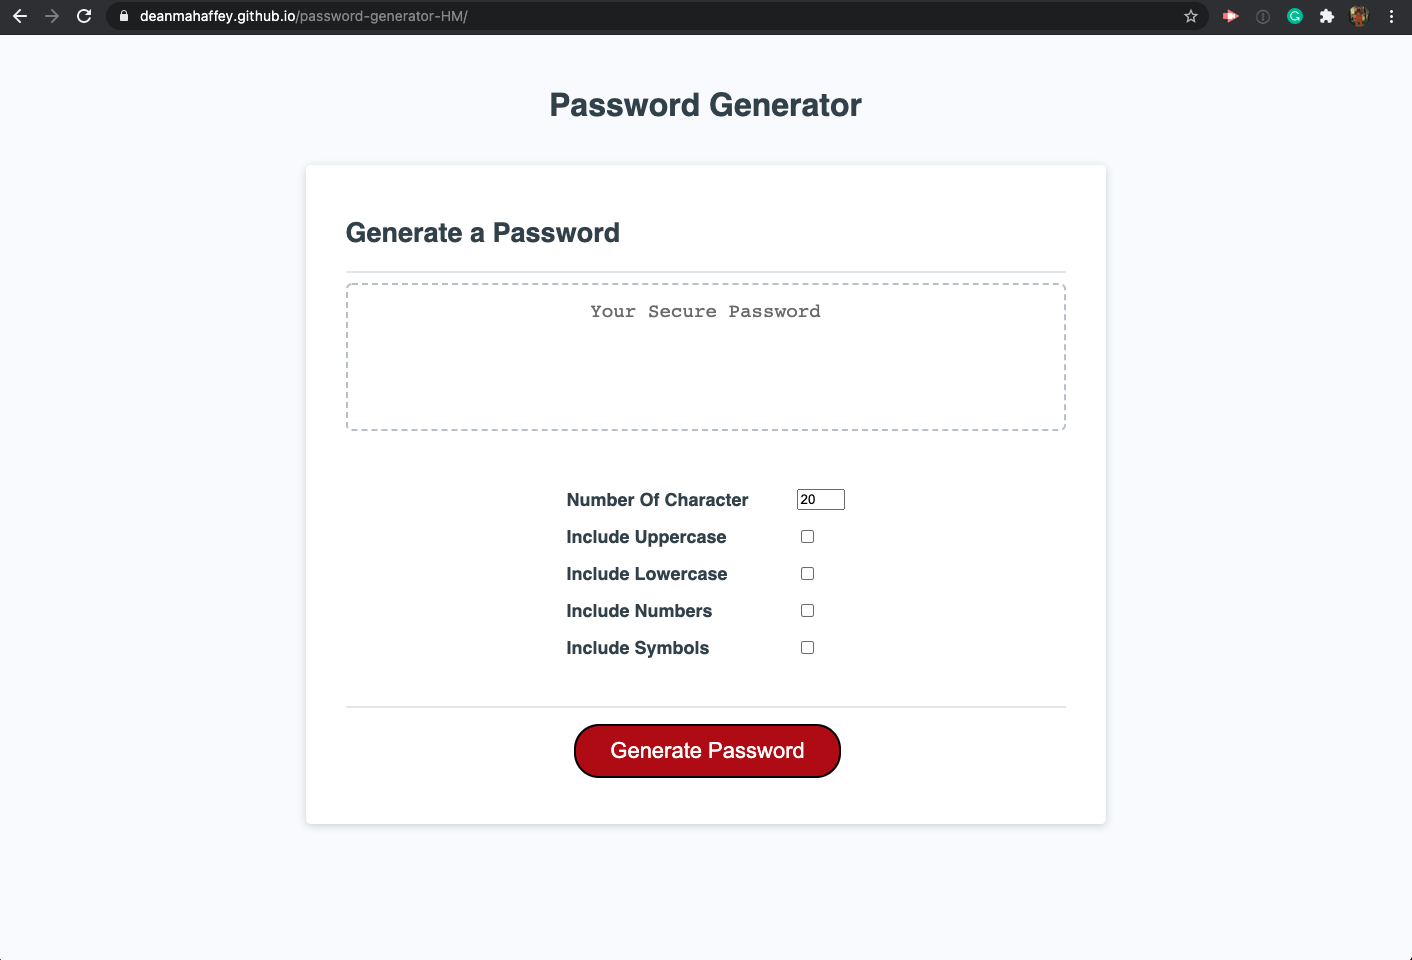 deanmahaffey.github.io/password-generator-HM/
Password Generator
Generate a Password
Your Secure Password
Number Of Character 20
Include Uppercase
Include Lowercase
Include Numbers
Include Symbols
Generate Password